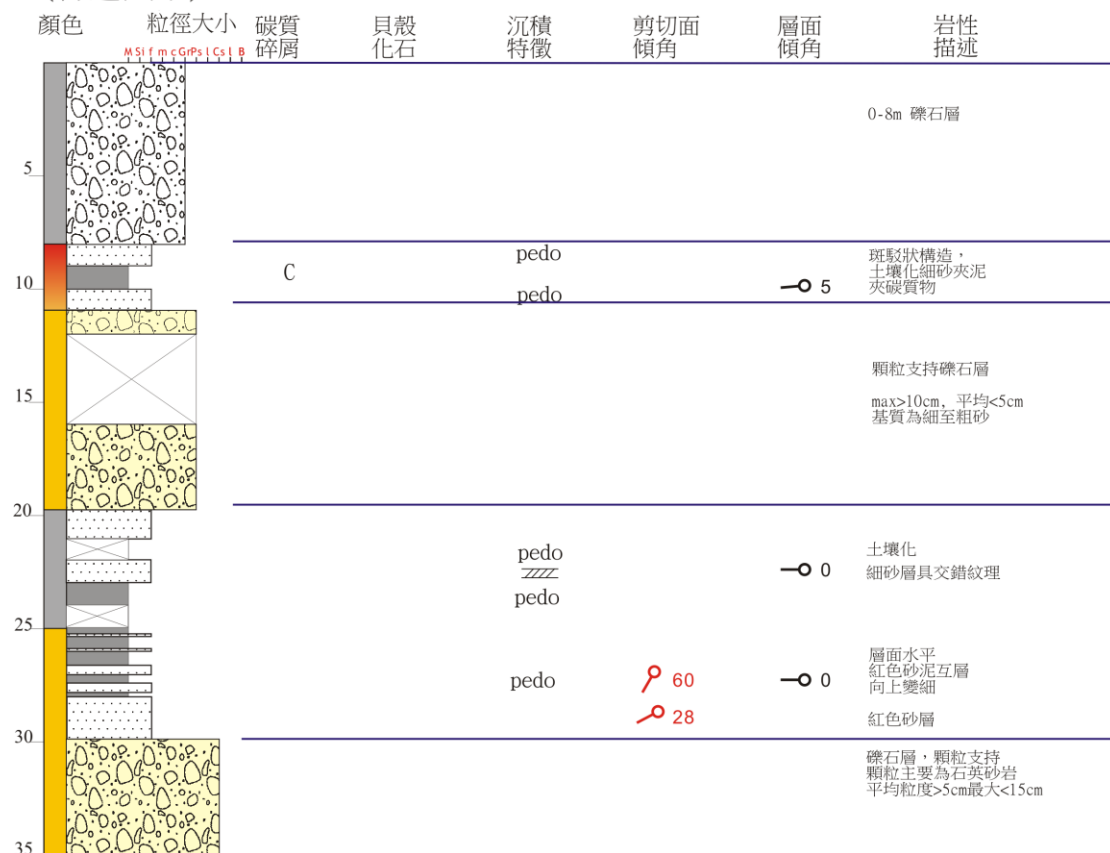 顏色 粒徑大小 碳質碎屑 貝殼化石 沉積特徵 剪切面傾角 層面傾角 岩性描述
M Si f m c Gr Ps l Cs l B
0-8m 礫石層
5
pedo
斑駁狀構造，
土壤化細砂夾泥
夾碳質物
C
10
pedo
5
顆粒支持礫石層
max>10cm, 平均<5cm
基質為細至粗砂
15
20
pedo
土壤化
0
細砂層具交錯紋理
pedo
25
層面水平
紅色砂泥互層
向上變細
pedo
60
0
28
紅色砂層
30
礫石層，顆粒支持
顆粒主要為石英砂岩
平均粒度>5cm最大<15cm
35